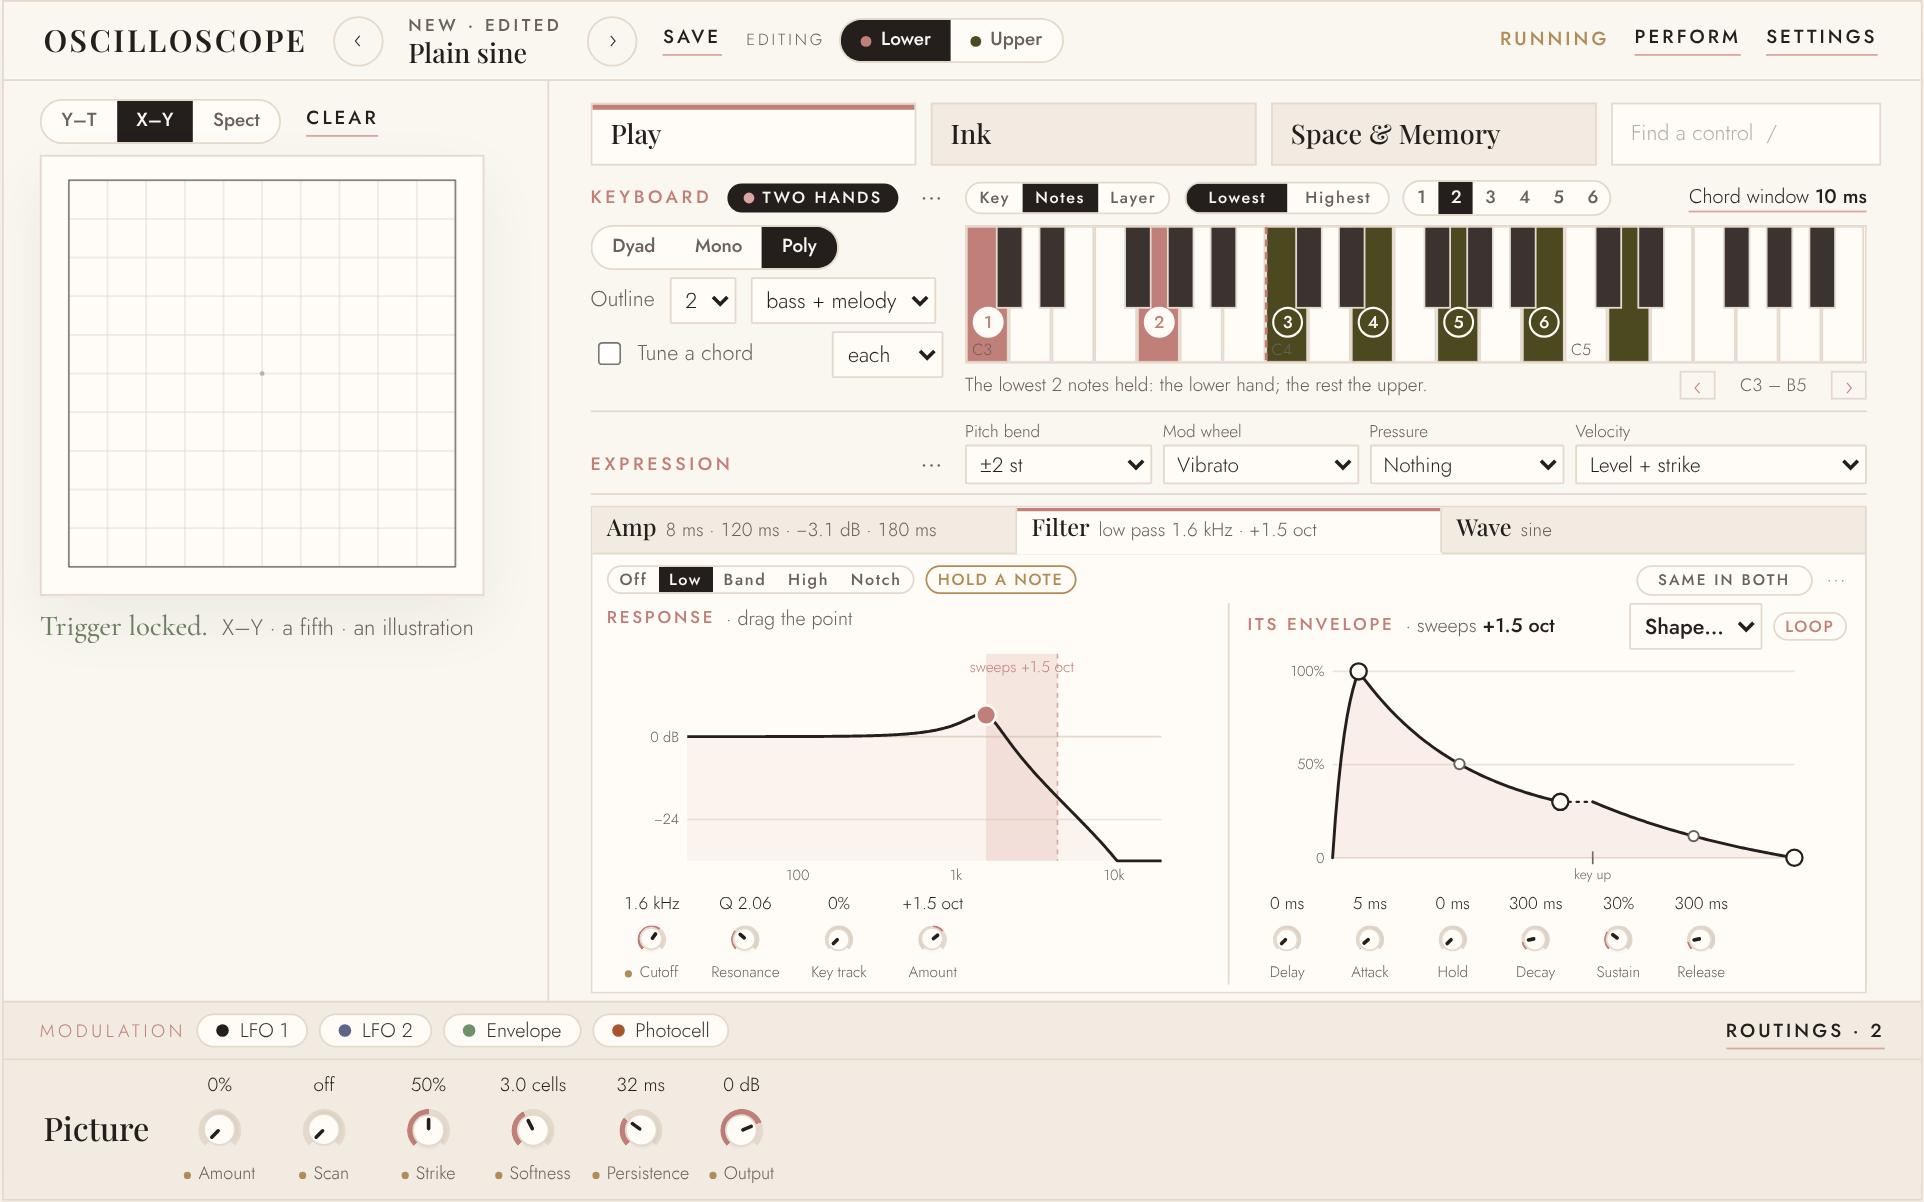 OSCILLOSCOPE ‹ NEW · EDITED Plain sine › SAVE EDITING Lower Upper RUNNING PERFORM SETTINGS
Y–T X–Y Spect CLEAR
Trigger locked. X–Y · a fifth · an illustration
Play Ink Space & Memory Find a control /
KEYBOARD TWO HANDS ··· Key Notes Layer Lowest Highest 1 2 3 4 5 6 Chord window 10 ms
Dyad Mono Poly
Outline 2 bass + melody
Tune a chord each
1 2 3 4 5 6
C3 C4 C5
The lowest 2 notes held: the lower hand; the rest the upper. ‹ C3 – B5 ›
Pitch bend Mod wheel Pressure Velocity
EXPRESSION ··· ±2 st Vibrato Nothing Level + strike
Amp 8 ms · 120 ms · −3.1 dB · 180 ms Filter low pass 1.6 kHz · +1.5 oct Wave sine
Off Low Band High Notch HOLD A NOTE SAME IN BOTH ···
RESPONSE · drag the point
sweeps +1.5 oct
0 dB
−24
100 1k 10k
1.6 kHz Q 2.06 0% +1.5 oct
Cutoff Resonance Key track Amount
ITS ENVELOPE · sweeps +1.5 oct Shape... LOOP
100%
50%
0
key up
0 ms 5 ms 0 ms 300 ms 30% 300 ms
Delay Attack Hold Decay Sustain Release
MODULATION LFO 1 LFO 2 Envelope Photocell ROUTINGS · 2
0% off 50% 3.0 cells 32 ms 0 dB
Picture
Amount Scan Strike Softness Persistence Output